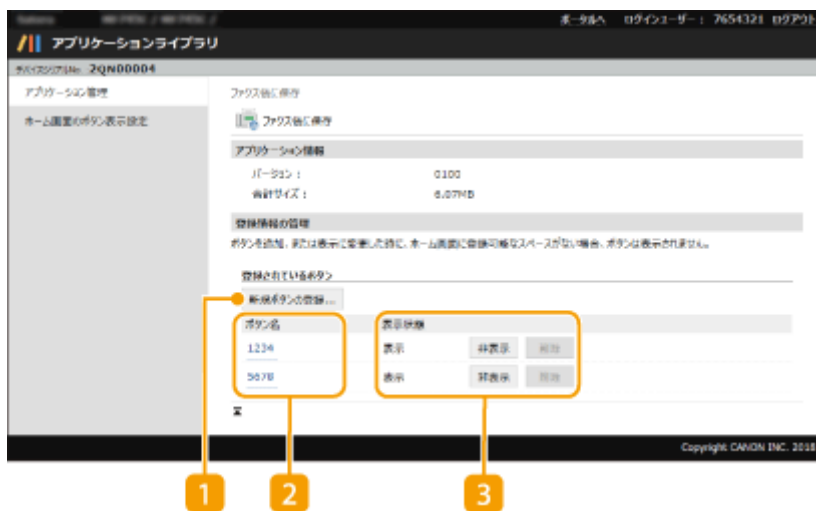 ポータルへ ログインユーザー： 7654321 ログアウト
アプリケーションライブラリ
デバイスシリアルNo 2QN00004
アプリケーション管理
ホーム画面のボタン表示設定
ファクス後に保存
ファクス後に保存
アプリケーション情報
バージョン： 0100
合計サイズ： 6.07MB
登録情報の管理
ボタンを追加、または表示に変更した時に、ホーム画面に登録可能なスペースがない場合、ボタンは表示されません。
登録されているボタン
新規ボタンの登録...
ボタン名 表示状態
1234 表示 非表示 削除
5678 表示 非表示 削除
Copyright CANON INC. 2018
1 2 3